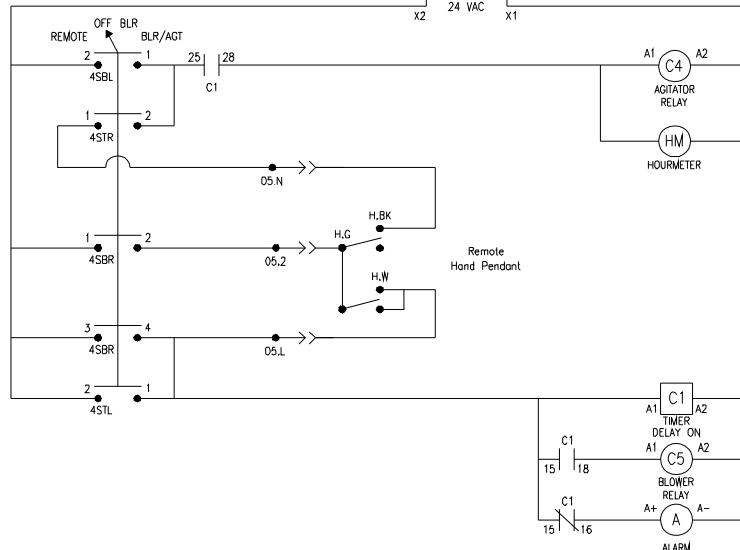 X2 24 VAC X1
OFF BLR
REMOTE BLR/AGT
2 1 25 28 A1 C4 A2
4SBL C1 AGITATOR
RELAY
1 2
4STR
HM
HOURMETER
05.N
H.BK
1 2 H.G
4SBR 05.2
Remote
Hand Pendant
H.W
3 4
4SBR 05.L
2 1
4STL
C1
A1 A2
TIMER
DELAY ON
C1 A1 C5 A2
15 18
BLOWER
RELAY
C1 A+ A A-
15 16
ALARM